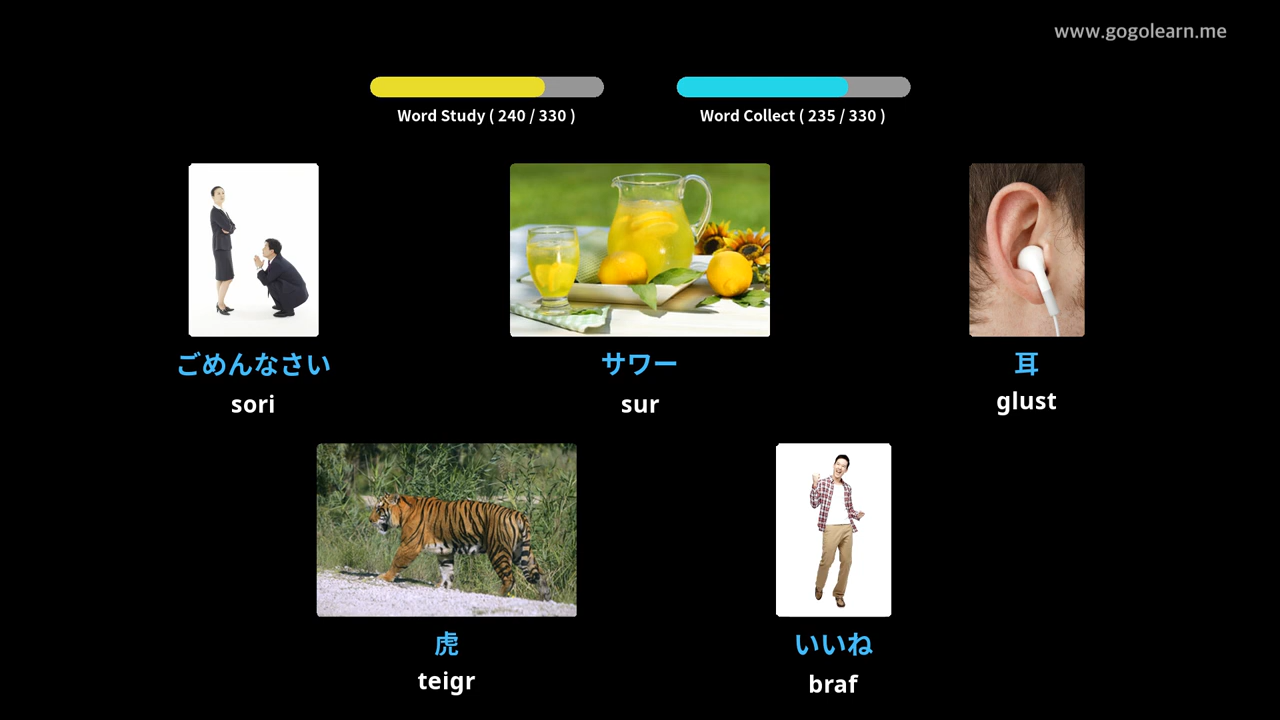 www.gogolearn.me
Word Study ( 240 / 330 )
Word Collect ( 235 / 330 )
ごめんなさい
sori
サワー
sur
耳
glust
虎
teigr
いいね
braf